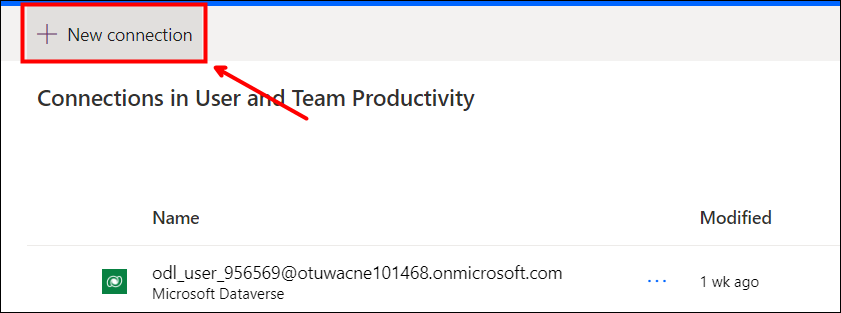 New connection
Connections in User and Team Productivity
Name Modified
odl_user_956569@otuwacne101468.onmicrosoft.com ... 1 wk ago
Microsoft Dataverse